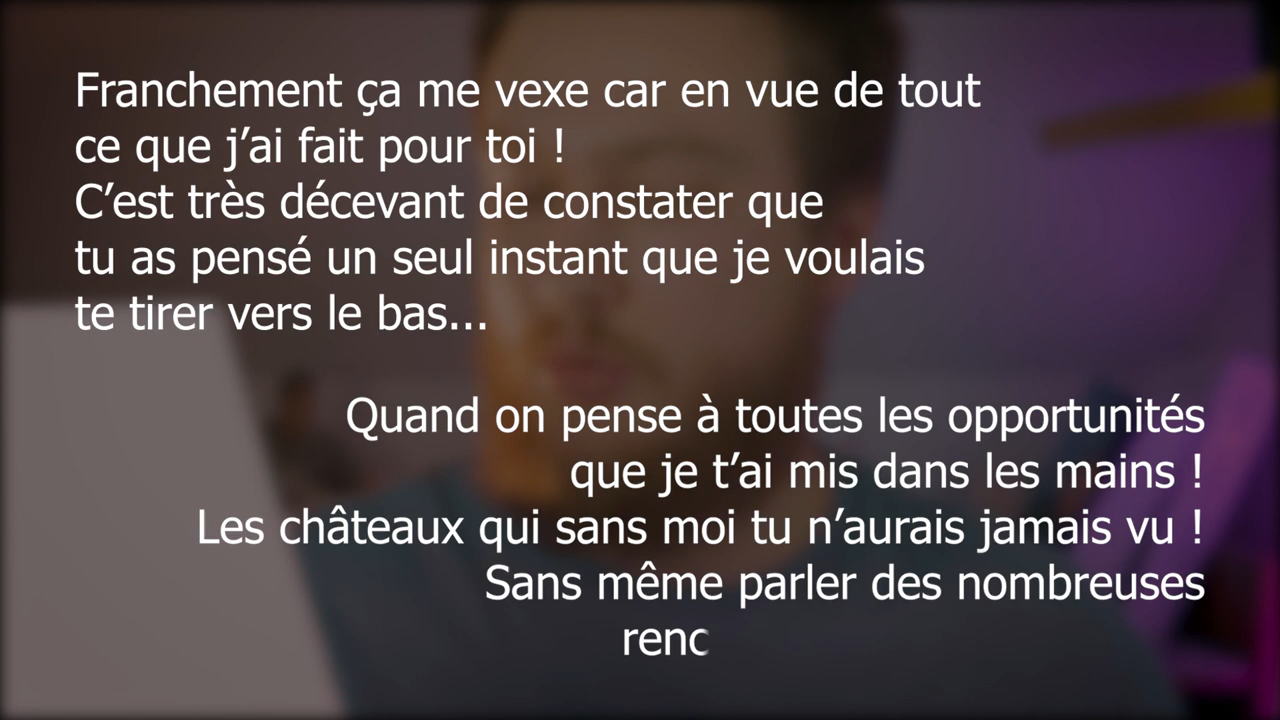 Franchement ça me vexe car en vue de tout
ce que j’ai fait pour toi !
C’est très décevant de constater que
tu as pensé un seul instant que je voulais
te tirer vers le bas...
Quand on pense à toutes les opportunités
que je t’ai mis dans les mains !
Les châteaux qui sans moi tu n’aurais jamais vu !
Sans même parler des nombreuses
renc